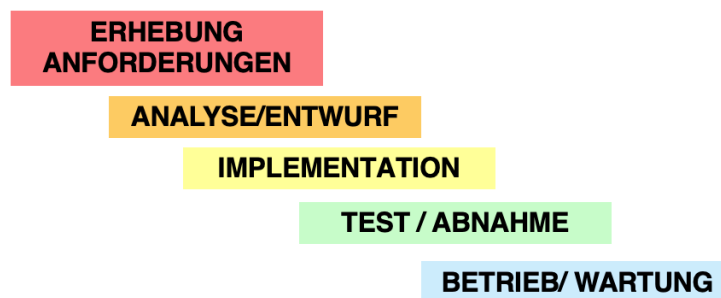 ERHEBUNG
ANFORDERUNGEN
ANALYSE/ENTWURF
IMPLEMENTATION
TEST / ABNAHME
BETRIEB/ WARTUNG